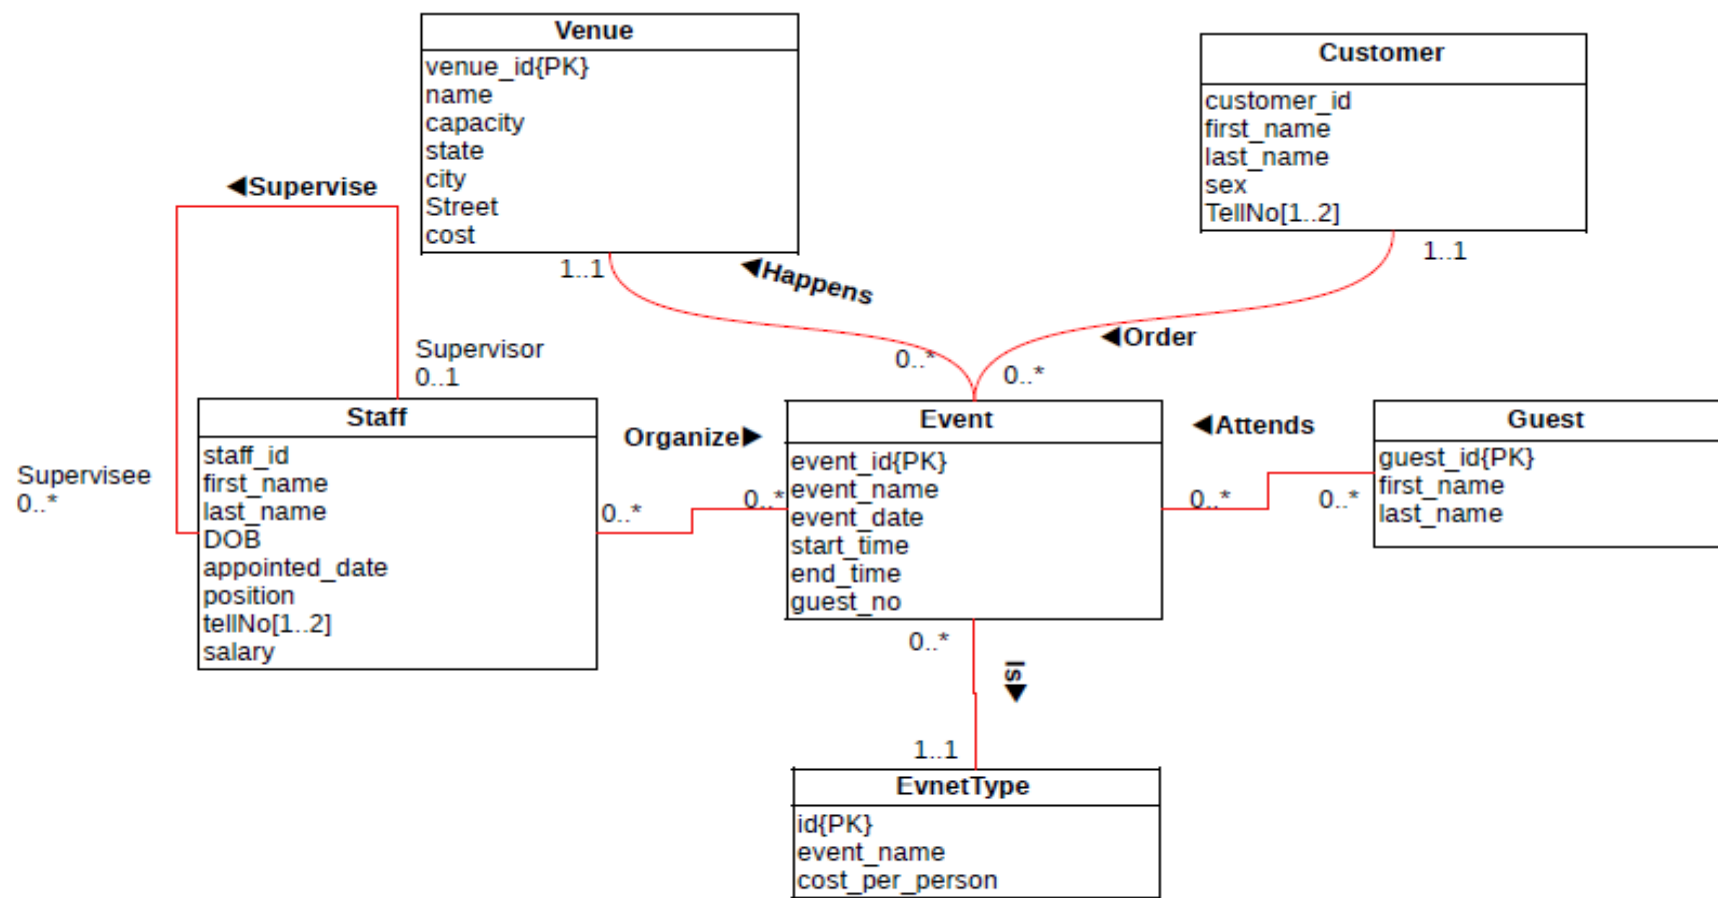 Venue
venue_id{PK}
name
capacity
state
city
Street
cost
Customer
customer_id
first_name
last_name
sex
TellNo[1..2]
◀Supervise
1..1
◀Happens
1..1
◀Order
Supervisor
0..1
0..*
0..*
Staff
staff_id
first_name
last_name
DOB
appointed_date
position
tellNo[1..2]
salary
Supervisee
0..*
Organize▶
0..*
0..*
Event
event_id{PK}
event_name
event_date
start_time
end_time
guest_no
◀Attends
0..*
0..*
Guest
guest_id{PK}
first_name
last_name
0..*
Is▶
1..1
EvnetType
id{PK}
event_name
cost_per_person